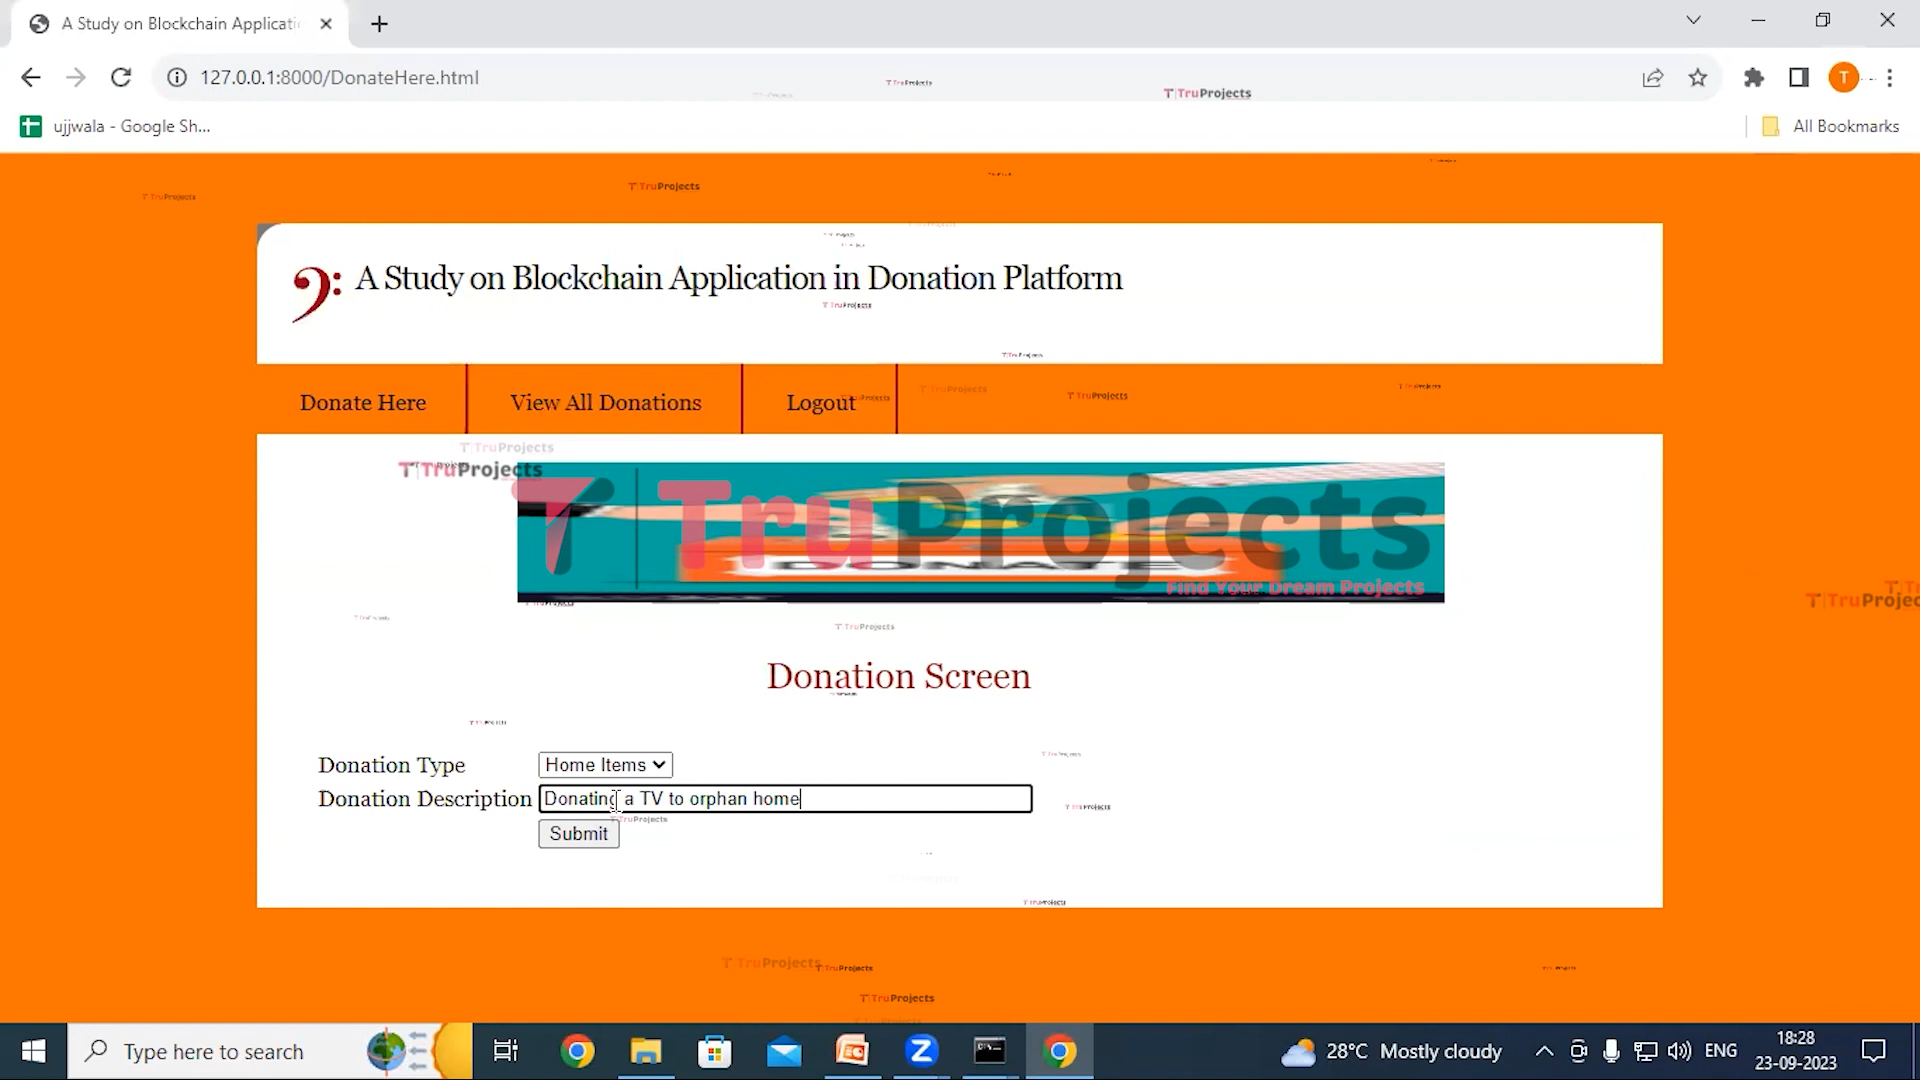 A Study on Blockchain Applicati
127.0.0.1:8000/DonateHere.html
ujjwala - Google Sh...
All Bookmarks
A Study on Blockchain Application in Donation Platform
Donate Here
View All Donations
Logout
TruProjects
DONATE
Find Your Dream Projects
Donation Screen
Donation Type
Home Items
Donation Description
Donating a TV to orphan home
Submit
Type here to search
28°C Mostly cloudy
ENG
18:28
23-09-2023